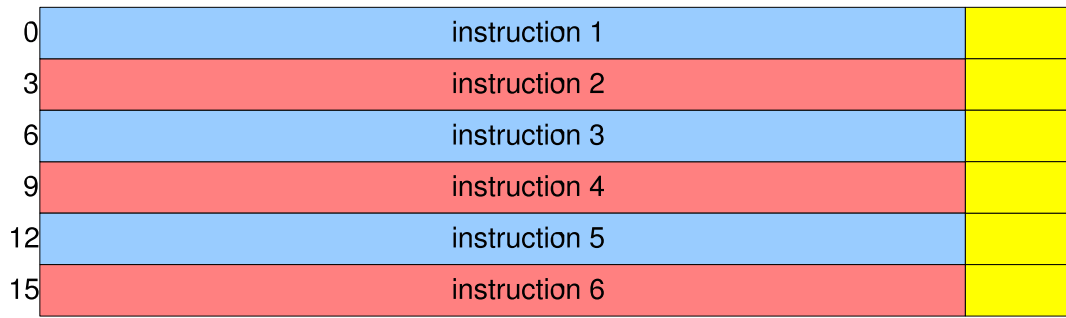 0 instruction 1
3 instruction 2
6 instruction 3
9 instruction 4
12 instruction 5
15 instruction 6